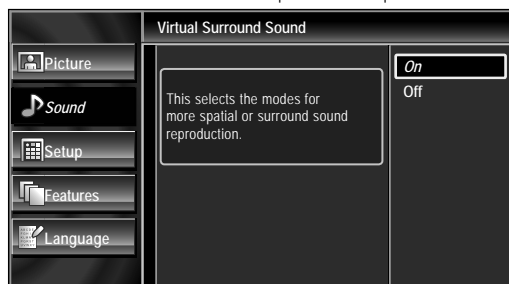 Virtual Surround Sound
Picture
Sound
Setup
Features
Language
This selects the modes for
more spatial or surround sound
reproduction.
On
Off